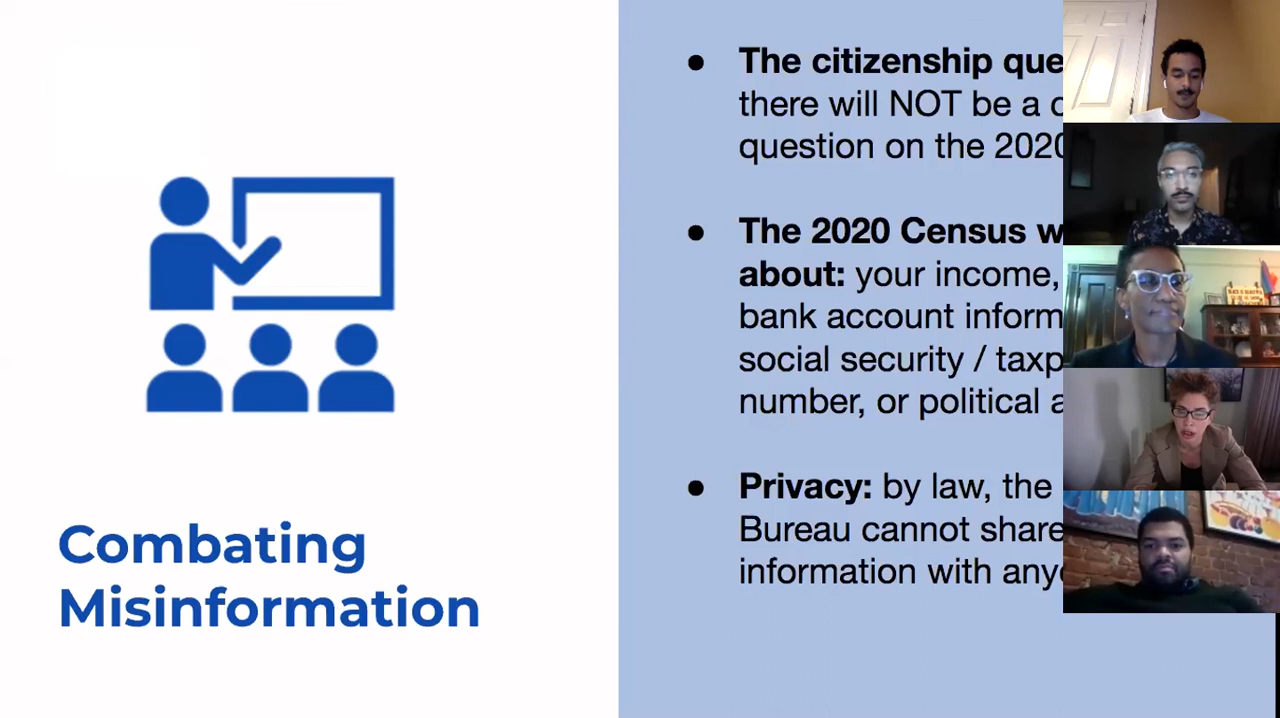 Combating
Misinformation
● The citizenship que
there will NOT be a
question on the 2020
● The 2020 Census
about: your income,
bank account inform
social security / taxp
number, or political
● Privacy: by law, the
Bureau cannot share
information with any